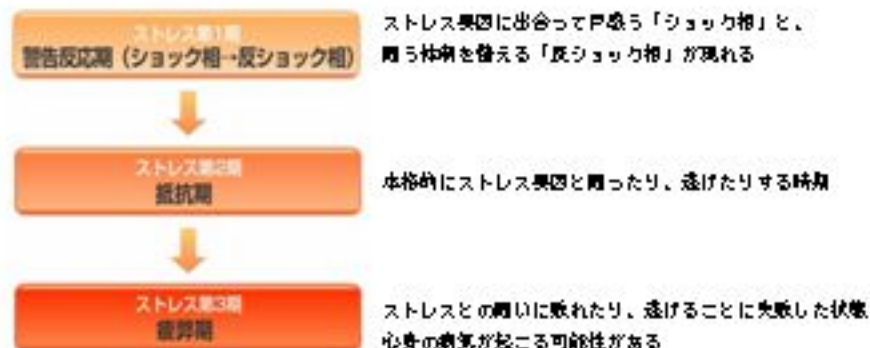 ストレス第1期
警告反応期(ショック相→反ショック相)
ストレス要因に出合って戸惑う「ショック相」と、
闘う体制を備える「反ショック相」が現れる
ストレス第2期
抵抗期
本格的にストレス要因と闘ったり、逃げたりする時期
ストレス第3期
疲弊期
ストレスとの闘いに敗れたり、逃げることに失敗した状態
心身の病気が起こる可能性がある